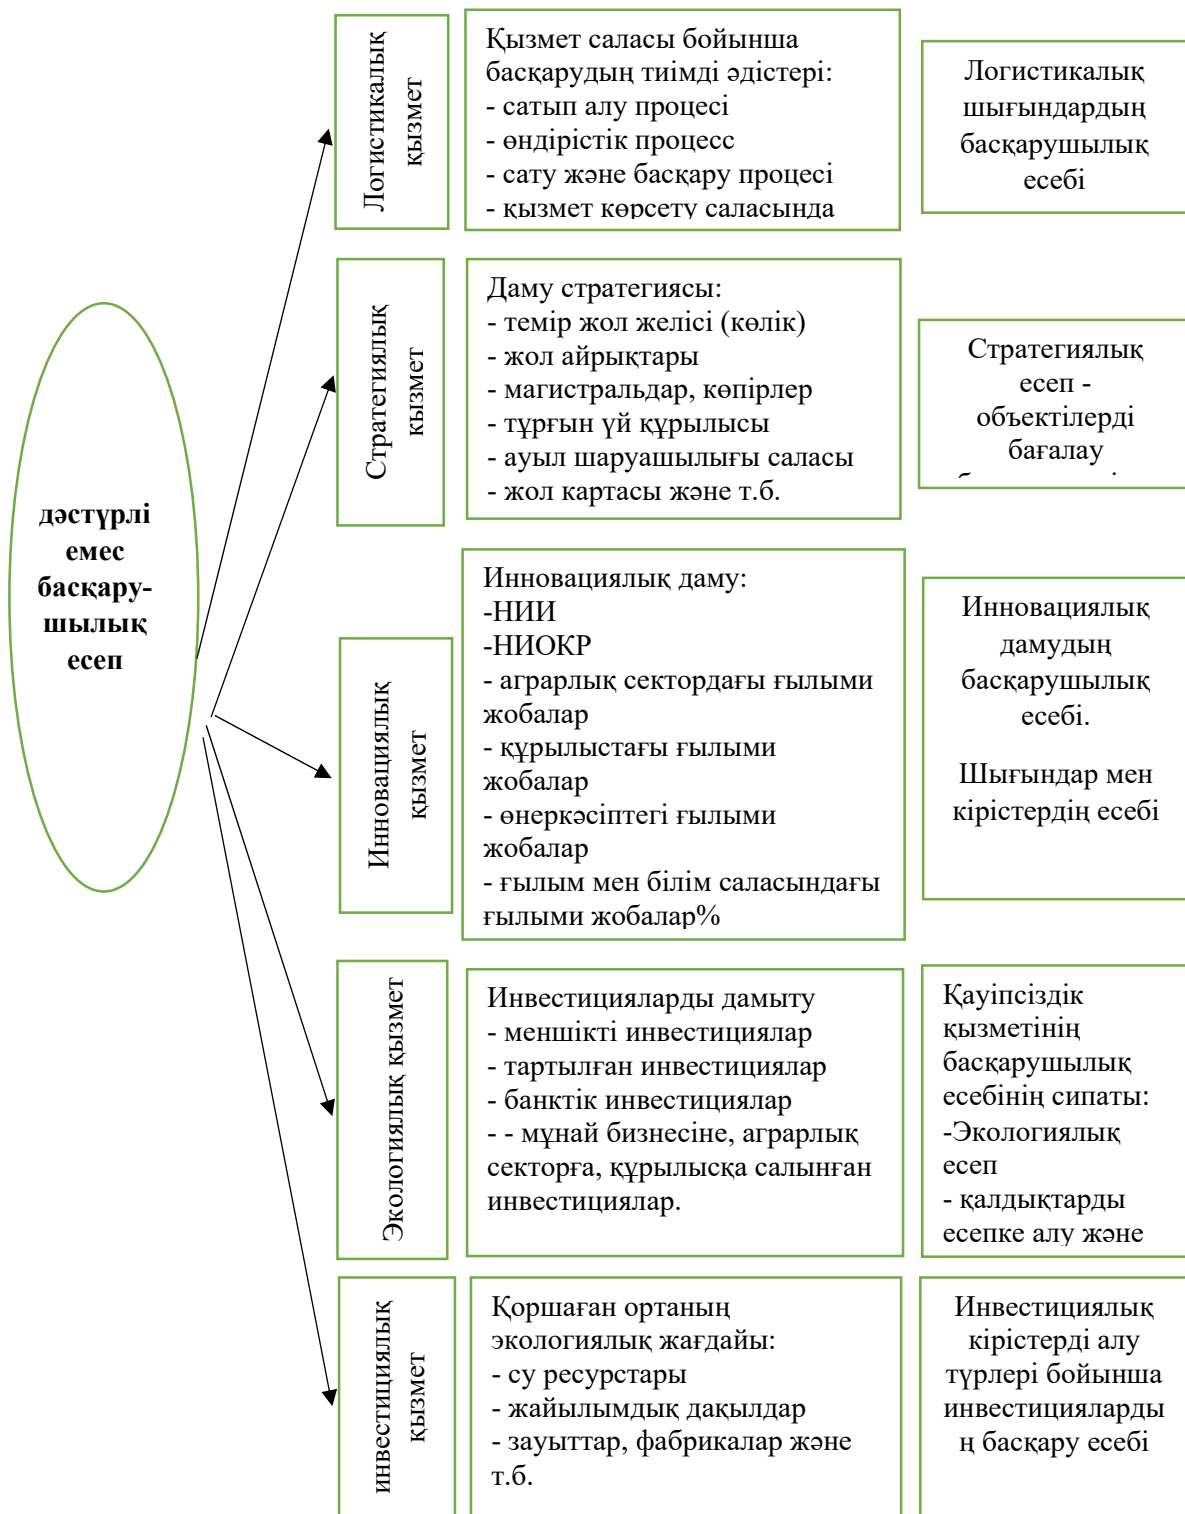 дәстүрлі
емес
басқару-
шылық
есеп
Логистикалық
қызмет
Қызмет саласы бойынша
басқарудың тиімді әдістері:
- сатып алу процесі
- өндірістік процесс
- сату және басқару процесі
- қызмет көрсету саласында
Логистикалық
шығындардың
басқарушылық
есебі
Стратегиялық
қызмет
Даму стратегиясы:
- темір жол желісі (көлік)
- жол айрықтары
- магистральдар, көпірлер
- тұрғын үй құрылысы
- ауыл шаруашылығы саласы
- жол картасы және т.б.
Стратегиялық
есеп -
объектілерді
бағалау
Инновациялық
қызмет
Инновациялық даму:
-НИИ
-НИОКР
- аграрлық сектордағы ғылыми
жобалар
- құрылыстағы ғылыми
жобалар
- өнеркәсіптегі ғылыми
жобалар
- ғылым мен білім саласындағы
ғылыми жобалар%
Инновациялық
дамудың
басқарушылық
есебі.
Шығындар мен
кірістердің есебі
Экологиялық қызмет
Инвестицияларды дамыту
- меншікті инвестициялар
- тартылған инвестициялар
- банктік инвестициялар
- - мұнай бизнесіне, аграрлық
секторға, құрылысқа салынған
инвестициялар.
Қауіпсіздік
қызметінің
басқарушылық
есебінің сипаты:
-Экологиялық
есеп
- қалдықтарды
есепке алу және
инвестициялық
қызмет
Қоршаған ортаның
экологиялық жағдайы:
- су ресурстары
- жайылымдық дақылдар
- зауыттар, фабрикалар және
т.б.
Инвестициялық
кірістерді алу
түрлері бойынша
инвестицияларды
ң басқару есебі